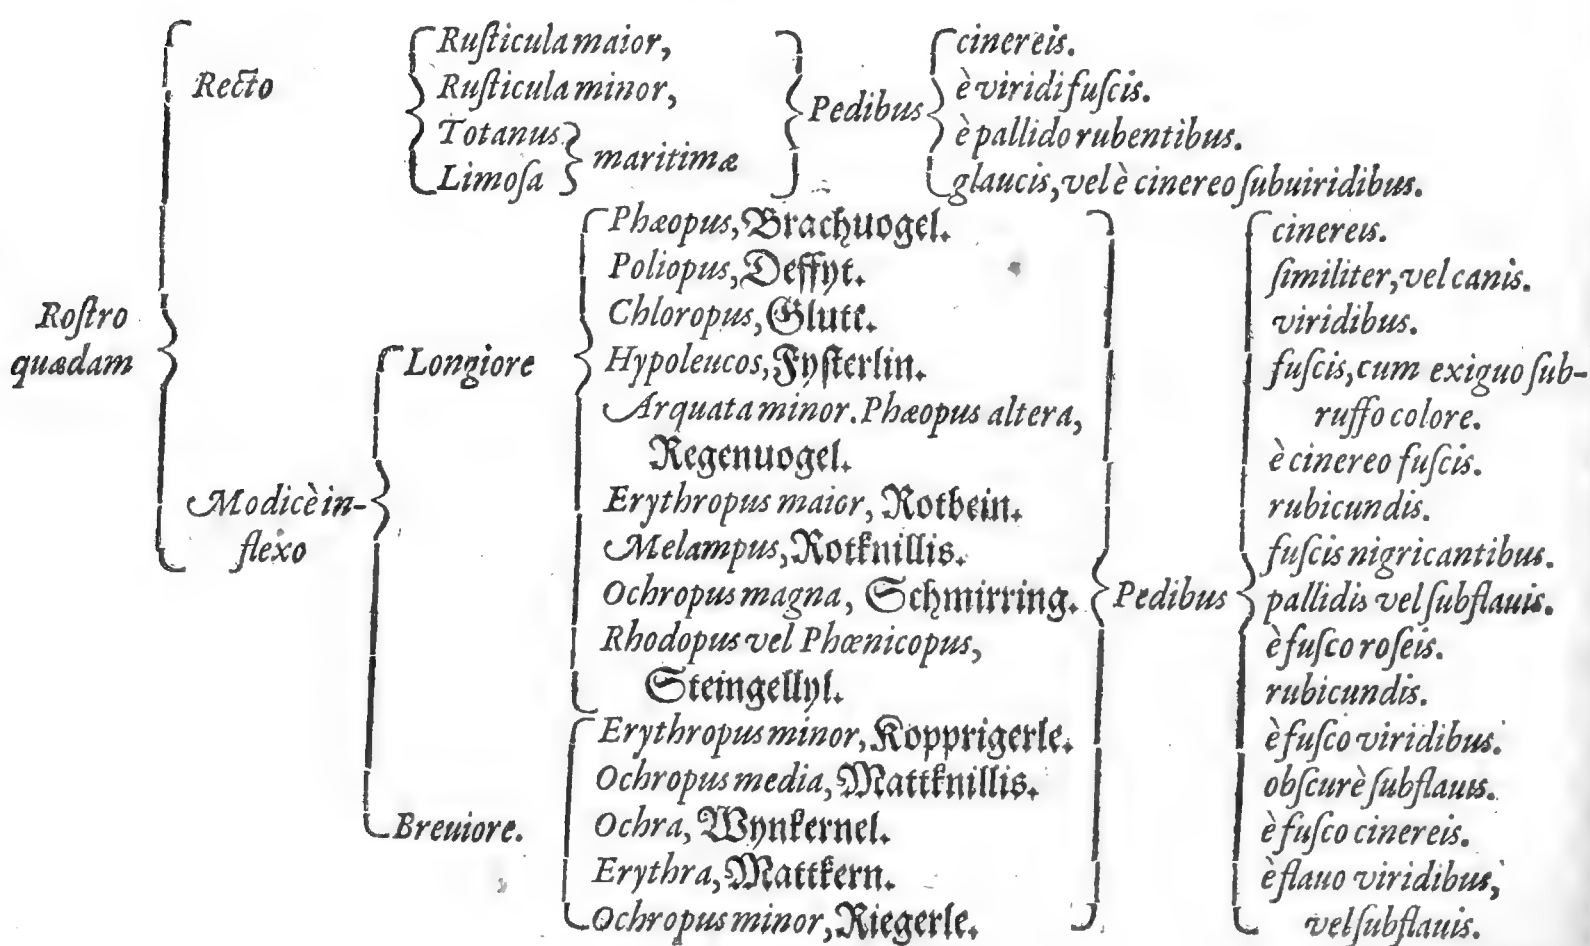 Rostro
quædam
Recto
Rusticula maior,
Rusticula minor,
Totanus
Limosa
maritimæ
Pedibus
cinereis.
è viridi fuscis.
è pallido rubentibus.
glaucis, vel è cinereo subuiridibus.
Modicè in-
flexo
Longiore
Phæopus, Brachuogel.
Poliopus, Deffyt.
Chloropus, Glutt.
Hypoleucos, Fysterlin.
Arquata minor. Phæopus altera,
Regenuogel.
Erythropus maior, Rotbein.
Melampus, Rotknillis.
Ochropus magna, Schmirring.
Rhodopus vel Phœnicopus,
Steingellyl.
Breuiore.
Erythropus minor, Kopprigerle.
Ochropus media, Mattknillis.
Ochra, Wynkernel.
Erythra, Mattkern.
Ochropus minor, Riegerle.
Pedibus
cinereis.
similiter, vel canis.
viridibus.
fuscis, cum exiguo sub-
ruffo colore.
è cinereo fuscis.
rubicundis.
fuscis nigricantibus.
pallidis vel subflauis.
è fusco roseis.
rubicundis.
è fusco viridibus.
obscurè subflauis.
è fusco cinereis.
è flauo viridibus,
vel subflauis.